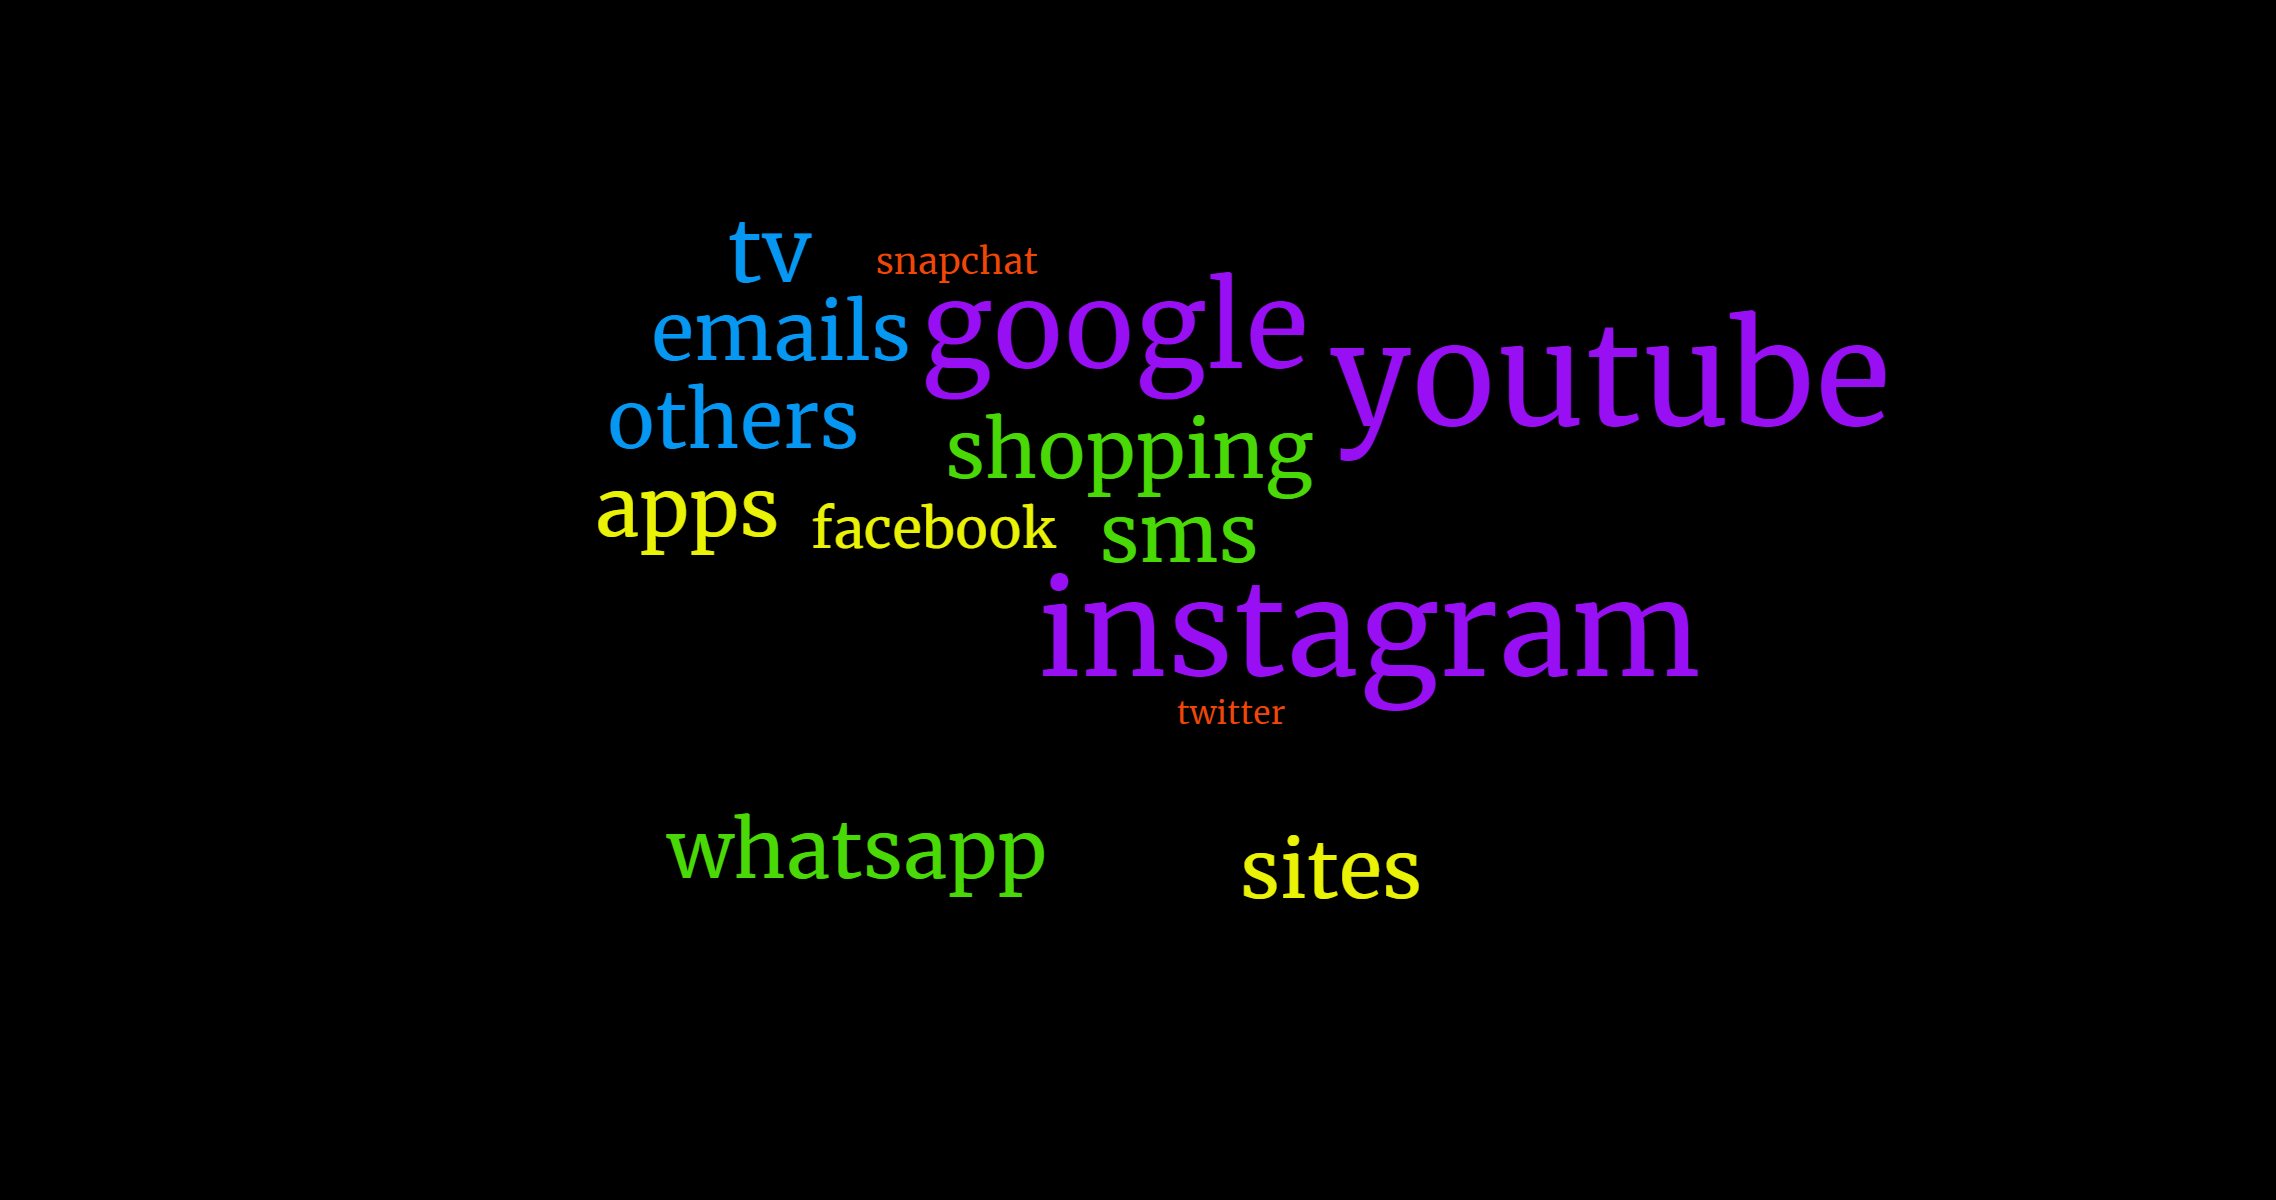 tv
snapchat
emails
google
youtube
others
shopping
apps
facebook
sms
instagram
twitter
whatsapp
sites